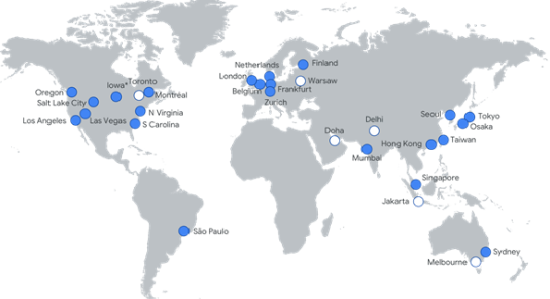 Oregon
Salt Lake City
Los Angeles
Las Vegas
Iowa*
Toronto
Montréal
N Virginia
S Carolina
São Paulo
Netherlands
London
Belgium
Finland
Warsaw
Frankfurt
Zurich
Doha
Delhi
Mumbai
Seoul
Tokyo
Osaka
Hong Kong
Taiwan
Singapore
Jakarta
Sydney
Melbourne